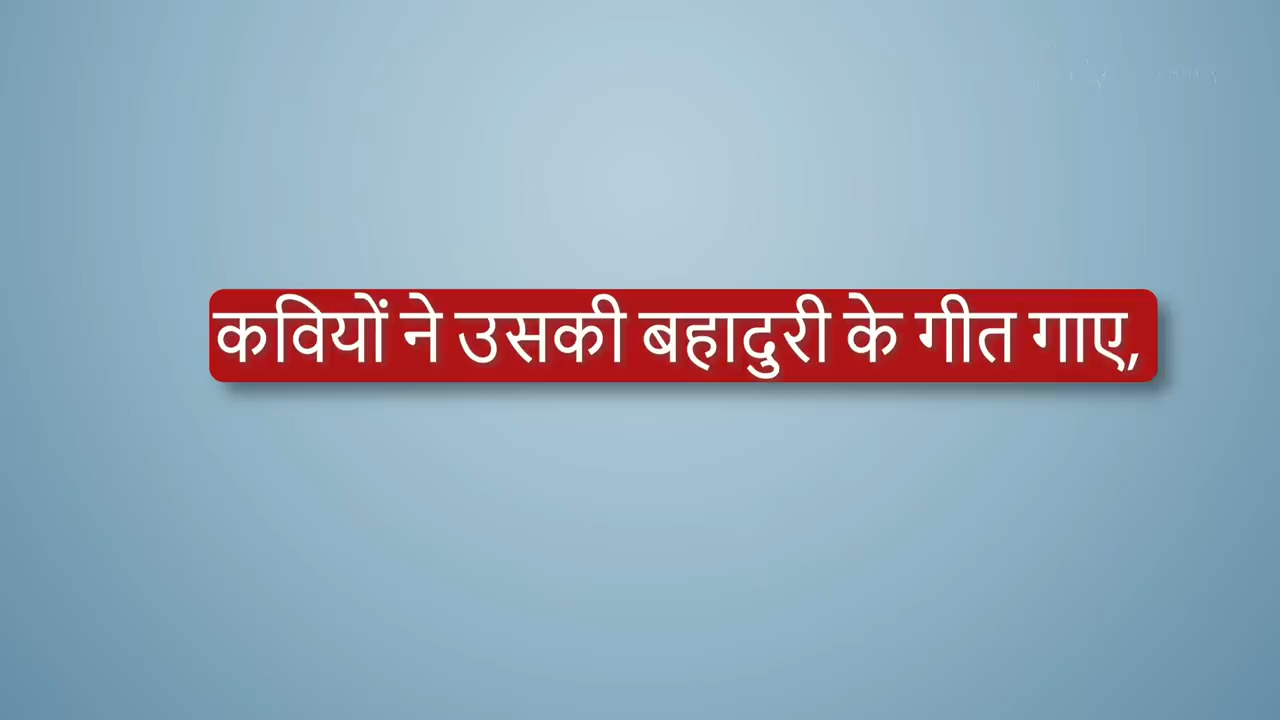 कवियों ने उसकी बहादुरी के गीत गाए,